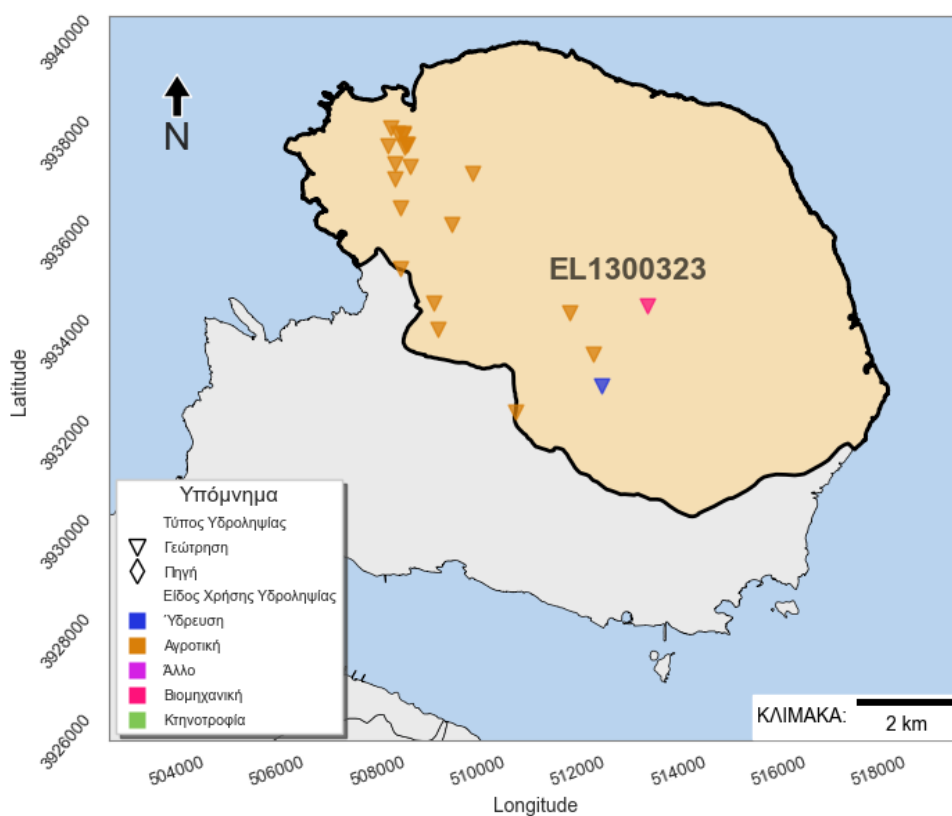 3940000
3938000
3936000
3934000
3932000
3930000
3928000
3926000
Latitude
N
EL1300323
Υπόμνημα
Τύπος Υδροληψίας
Γεώτρηση
Πηγή
Είδος Χρήσης Υδροληψίας
Ύδρευση
Αγροτική
Άλλο
Βιομηχανική
Κτηνοτροφία
ΚΛΙΜΑΚΑ:
2 km
504000
506000
508000
510000
512000
514000
516000
518000
Longitude